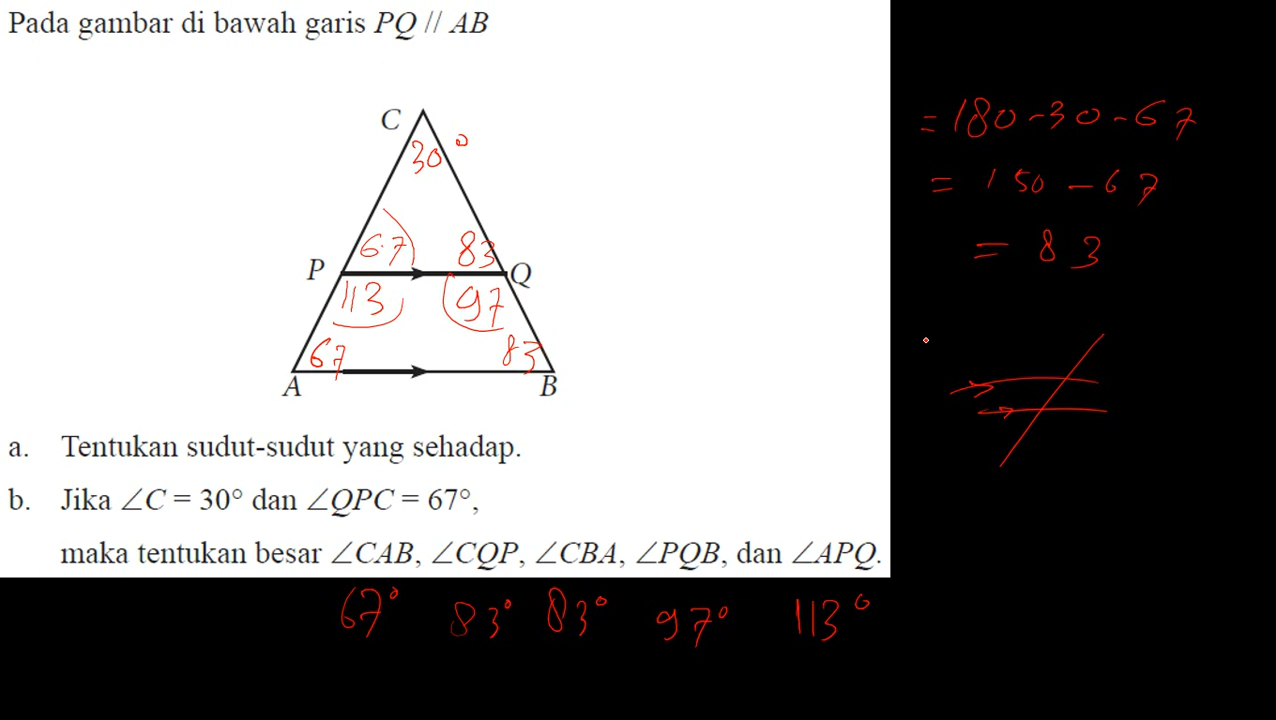 Pada gambar di bawah garis PQ // AB
= 180 - 30 - 67
= 150 - 67
= 83
C
30°
67
83
P
Q
113
97
67
83
A
B
a. Tentukan sudut-sudut yang sehadap.
b. Jika ∠C = 30° dan ∠QPC = 67°,
maka tentukan besar ∠CAB, ∠CQP, ∠CBA, ∠PQB, dan ∠APQ.
67° 83° 83° 97° 113°